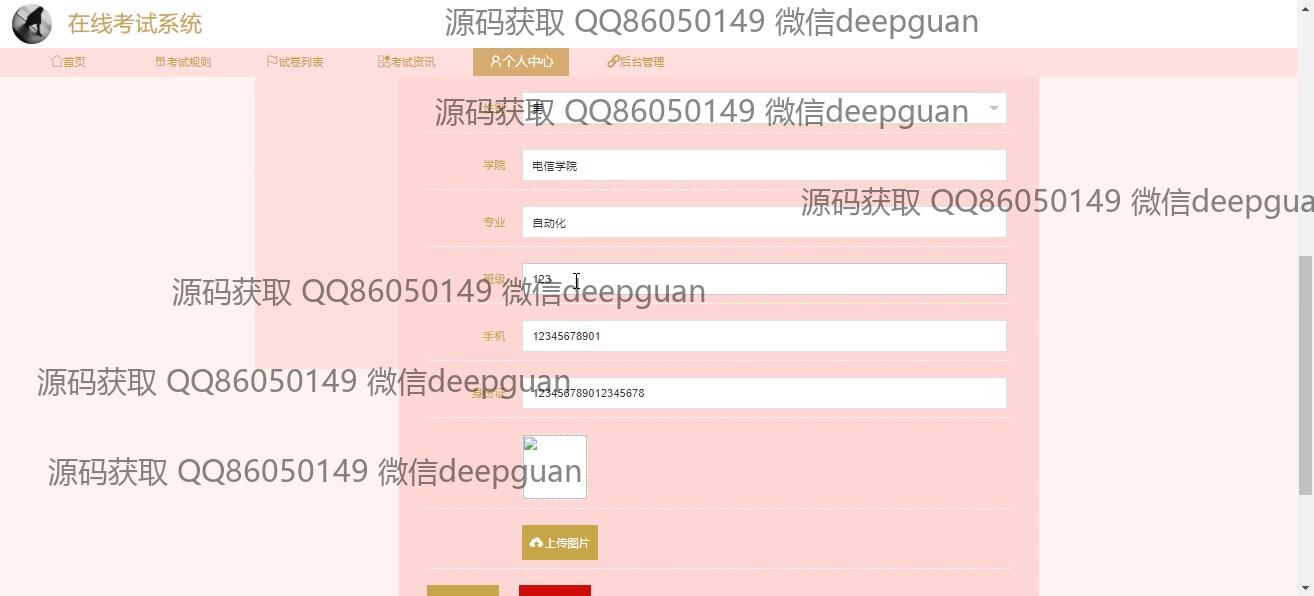 在线考试系统
源码获取 QQ86050149 微信deepguan
首页 考试规则 试卷列表 考试资讯 个人中心 后台管理
性别 男
源码获取 QQ86050149 微信deepguan
学院 电信学院
源码获取 QQ86050149 微信deepgua
专业 自动化
班级 123
源码获取 QQ86050149 微信deepguan
手机 12345678901
源码获取 QQ86050149 微信deepguan
身份证 123456789012345678
源码获取 QQ86050149 微信deepguan
上传图片